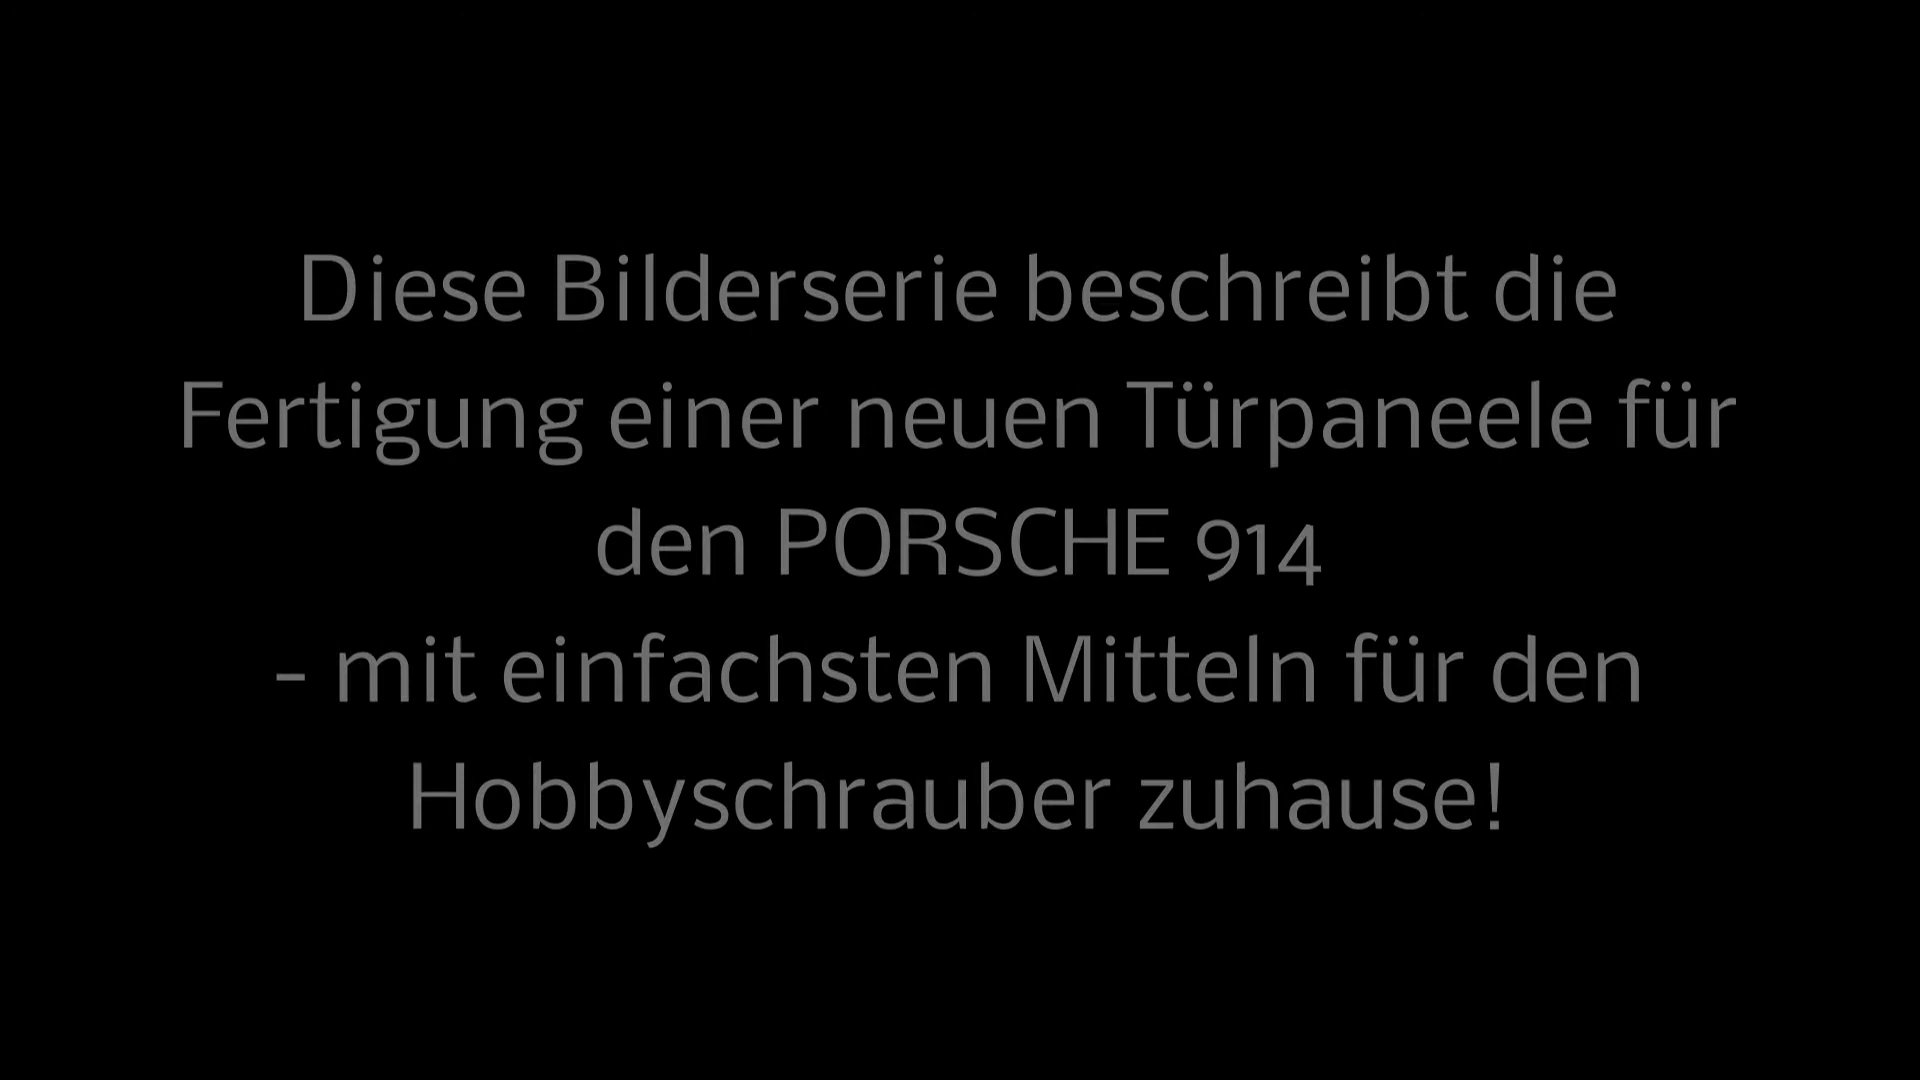 Diese Bilderserie beschreibt die
Fertigung einer neuen Türpaneele für
den PORSCHE 914
- mit einfachsten Mitteln für den
Hobbyschrauber zuhause!